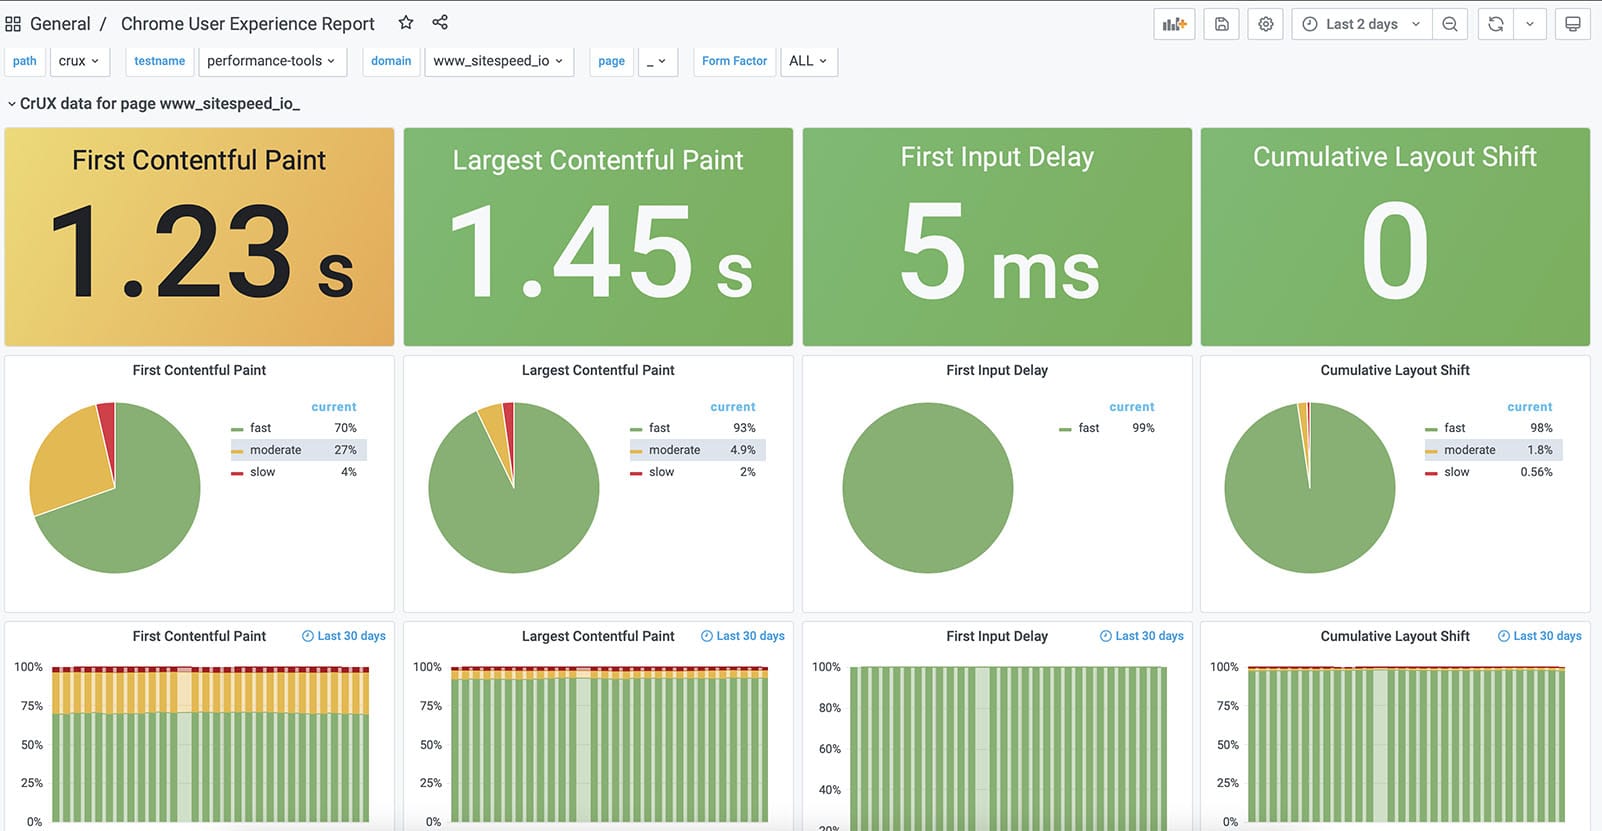 General / Chrome User Experience Report
Last 2 days
path crux testname performance-tools domain www_sitespeed_io page _ Form Factor ALL
CrUX data for page www_sitespeed_io_
First Contentful Paint
1.23 s
Largest Contentful Paint
1.45 s
First Input Delay
5 ms
Cumulative Layout Shift
0
First Contentful Paint
current
fast 70%
moderate 27%
slow 4%
Largest Contentful Paint
current
fast 93%
moderate 4.9%
slow 2%
First Input Delay
current
fast 99%
Cumulative Layout Shift
current
fast 98%
moderate 1.8%
slow 0.56%
First Contentful Paint Last 30 days
100%
75%
50%
25%
0%
Largest Contentful Paint Last 30 days
100%
75%
50%
25%
0%
First Input Delay Last 30 days
100%
80%
60%
40%
20%
Cumulative Layout Shift Last 30 days
100%
75%
50%
25%
0%